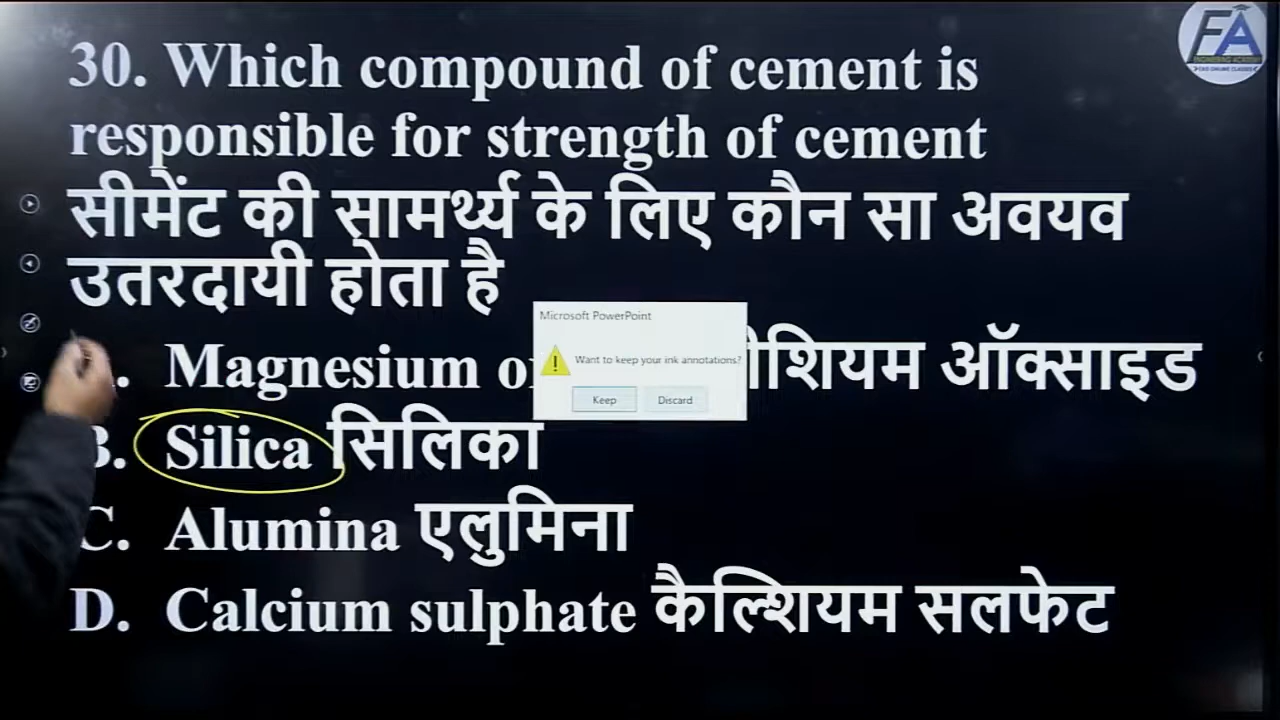 30. Which compound of cement is
responsible for strength of cement
सीमेंट की सामर्थ्य के लिए कौन सा अवयव
उतरदायी होता है
Magnesium शियम ऑक्साइड
B. Silica सिलिका
C. Alumina एलुमिना
D. Calcium sulphate कैल्शियम सलफेट
Microsoft PowerPoint
Want to keep your ink annotations?
Keep Discard
FA